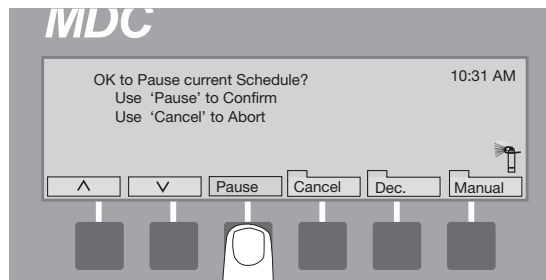 MDC
OK to Pause current Schedule?
10:31 AM
Use 'Pause' to Confirm
Use 'Cancel' to Abort
Pause Cancel Dec. Manual